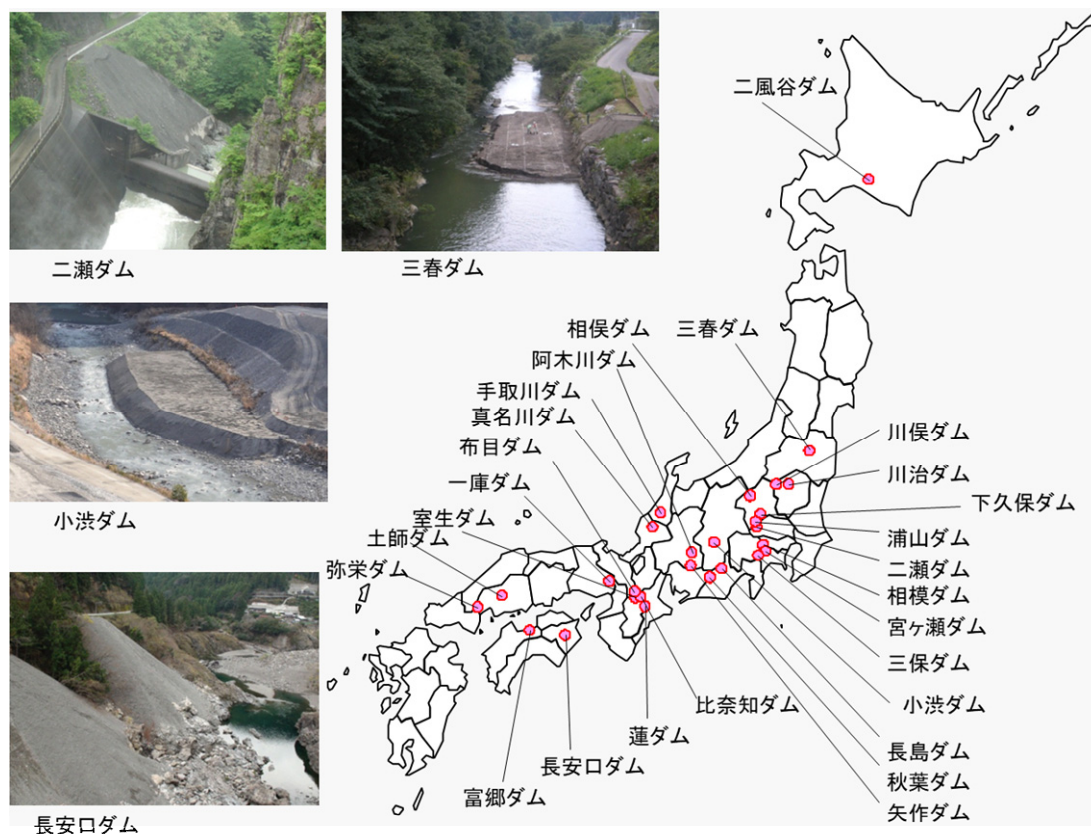 二瀬ダム
三春ダム
小渋ダム
長安口ダム
二風谷ダム
相俣ダム
三春ダム
阿木川ダム
手取川ダム
真名川ダム
布目ダム
一庫ダム
室生ダム
土師ダム
弥栄ダム
川俣ダム
川治ダム
下久保ダム
浦山ダム
二瀬ダム
相模ダム
宮ヶ瀬ダム
三保ダム
小渋ダム
長島ダム
秋葉ダム
矢作ダム
比奈知ダム
蓮ダム
長安口ダム
富郷ダム